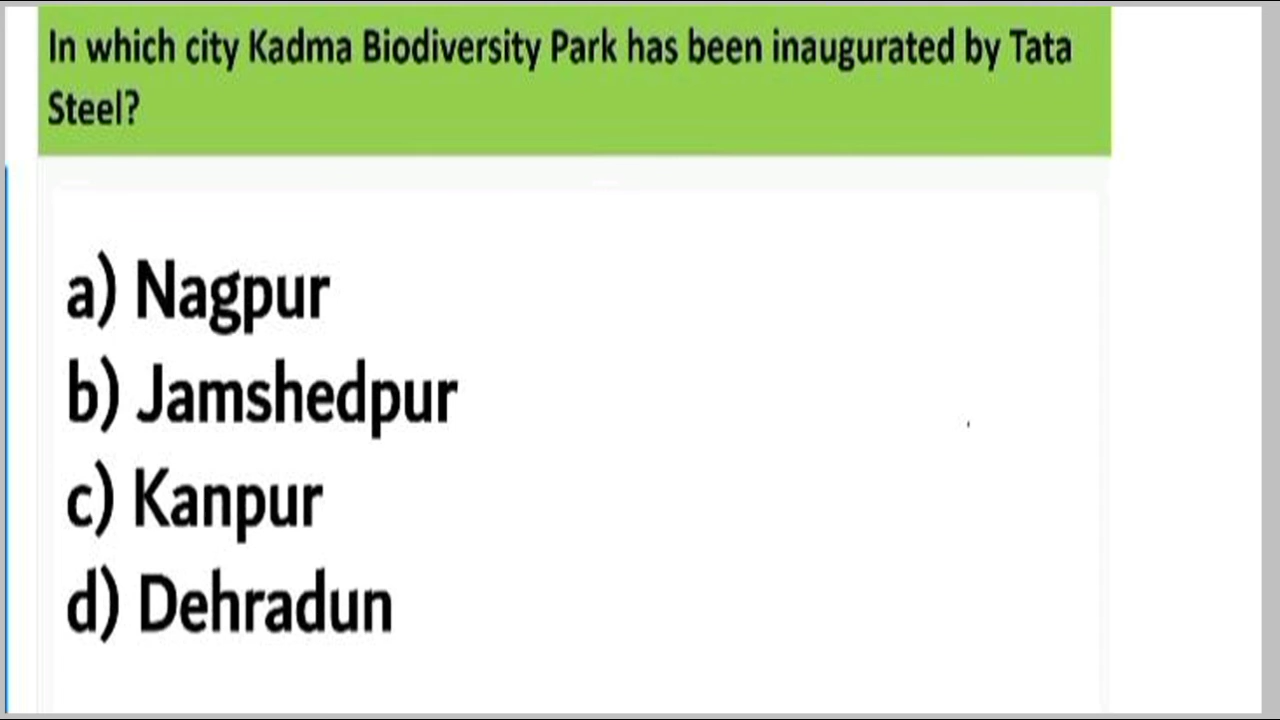 In which city Kadma Biodiversity Park has been inaugurated by Tata
Steel?
a) Nagpur
b) Jamshedpur
c) Kanpur
d) Dehradun